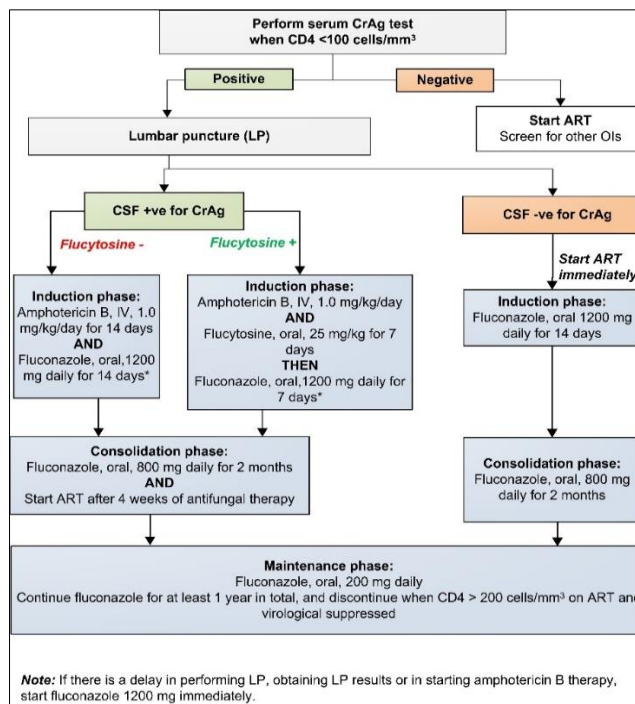 Perform serum CrAg test
when CD4 <100 cells/mm³
Positive
Negative
Start ART
Screen for other OIs
Lumbar puncture (LP)
CSF +ve for CrAg
CSF -ve for CrAg
Flucytosine -
Flucytosine +
Start ART
immediately
Induction phase:
Amphotericin B, IV, 1.0
mg/kg/day for 14 days
AND
Fluconazole, oral,1200
mg daily for 14 days*
Induction phase:
Amphotericin B, IV, 1.0 mg/kg/day
AND
Flucytosine, oral, 25 mg/kg for 7
days
THEN
Fluconazole, oral,1200 mg daily for
7 days*
Induction phase:
Fluconazole, oral 1200 mg
daily for 14 days
Consolidation phase:
Fluconazole, oral, 800 mg daily for 2 months
AND
Start ART after 4 weeks of antifungal therapy
Consolidation phase:
Fluconazole, oral, 800 mg
daily for 2 months
Maintenance phase:
Fluconazole, oral, 200 mg daily
Continue fluconazole for at least 1 year in total, and discontinue when CD4 > 200 cells/mm³ on ART and
virological suppressed
Note: If there is a delay in performing LP, obtaining LP results or in starting amphotericin B therapy,
start fluconazole 1200 mg immediately.